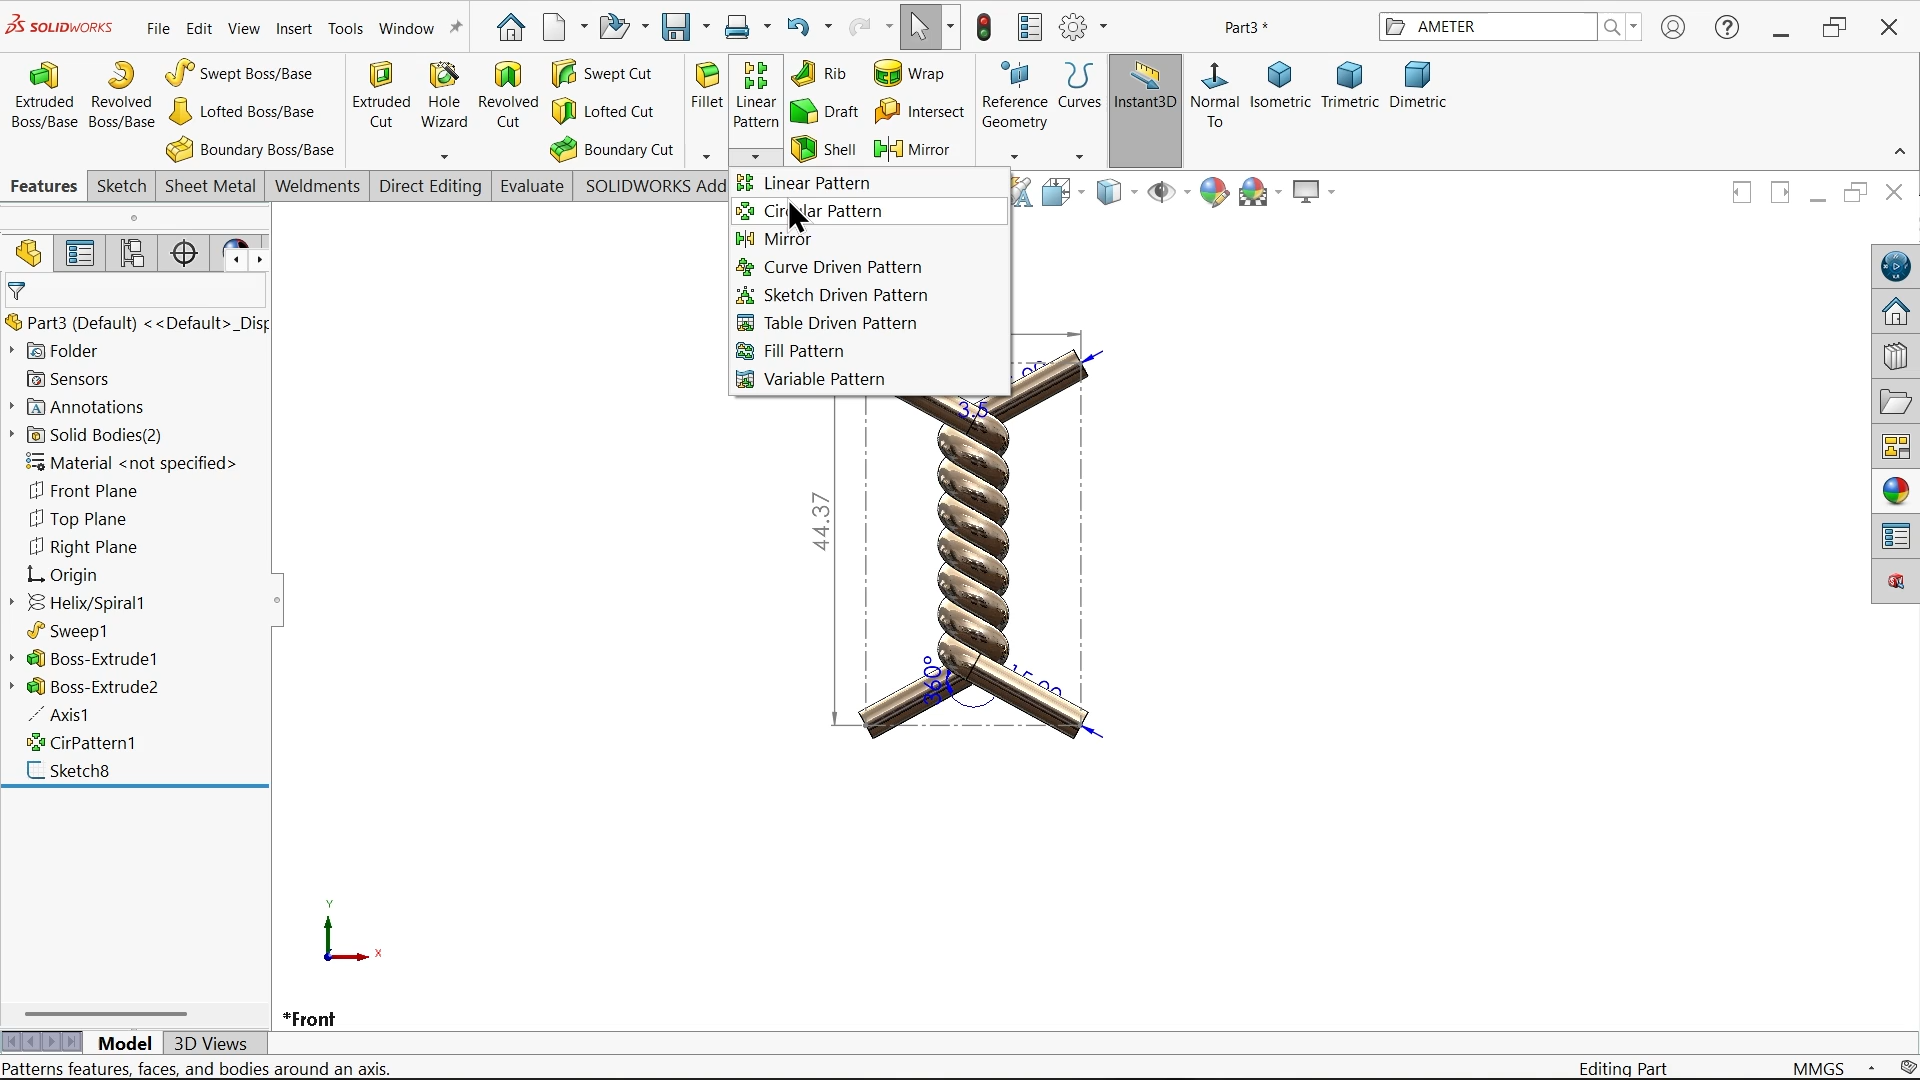 SOLIDWORKS File Edit View Insert Tools Window Part3 * AMETER
Extruded Boss/Base
Revolved Boss/Base
Swept Boss/Base
Lofted Boss/Base
Boundary Boss/Base
Extruded Cut
Hole Wizard
Revolved Cut
Swept Cut
Lofted Cut
Boundary Cut
Fillet
Linear Pattern
Rib
Draft
Shell
Wrap
Intersect
Mirror
Reference Geometry
Curves
Instant3D
Normal To
Isometric
Trimetric
Dimetric
Features Sketch Sheet Metal Weldments Direct Editing Evaluate SOLIDWORKS Add
Linear Pattern
Circular Pattern
Mirror
Curve Driven Pattern
Sketch Driven Pattern
Table Driven Pattern
Fill Pattern
Variable Pattern
Part3 (Default) <<Default>_Disp
Folder
Sensors
Annotations
Solid Bodies(2)
Material <not specified>
Front Plane
Top Plane
Right Plane
Origin
Helix/Spiral1
Sweep1
Boss-Extrude1
Boss-Extrude2
Axis1
CirPattern1
Sketch8
3.5
44.37
360°
Y
X
*Front
Model 3D Views
Patterns features, faces, and bodies around an axis.
Editing Part
MMGS